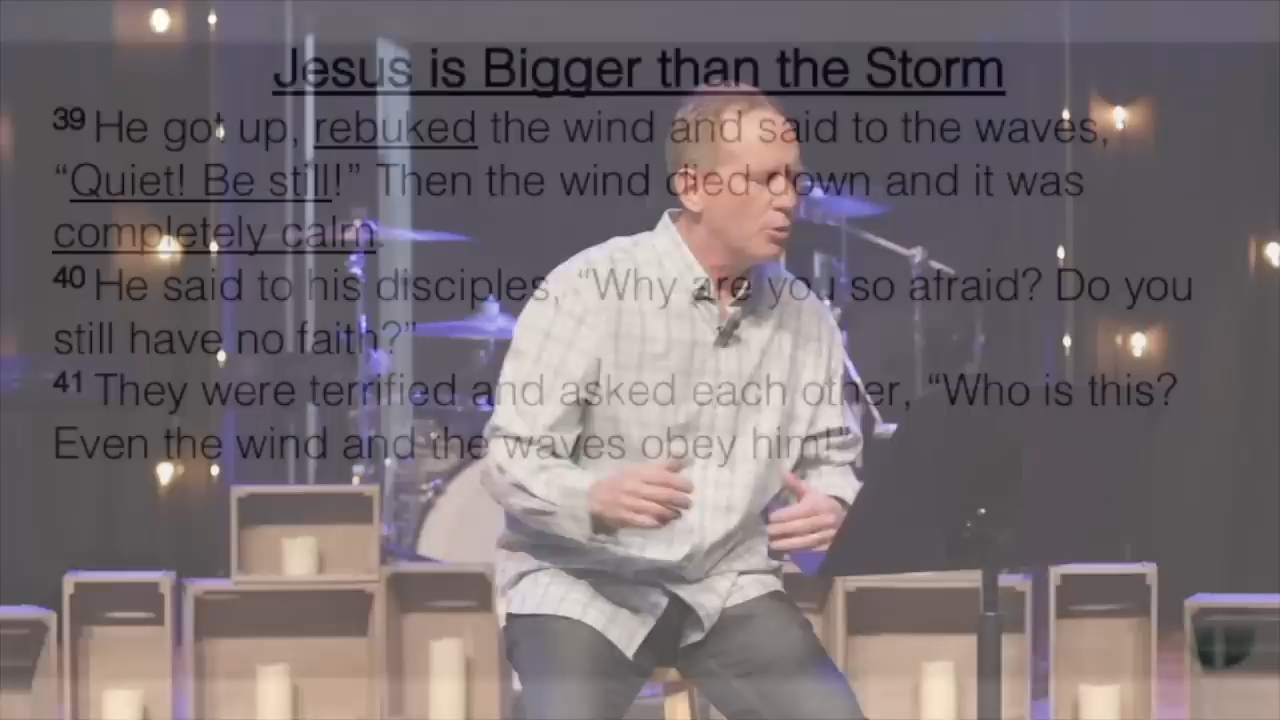 Jesus is Bigger than the Storm
39 He got up, rebuked the wind and said to the waves,
“Quiet! Be still!” Then the wind died down and it was
completely calm.
40 He said to his disciples, “Why are you so afraid? Do you
still have no faith?”
41 They were terrified and asked each other, “Who is this?
Even the wind and the waves obey him!”